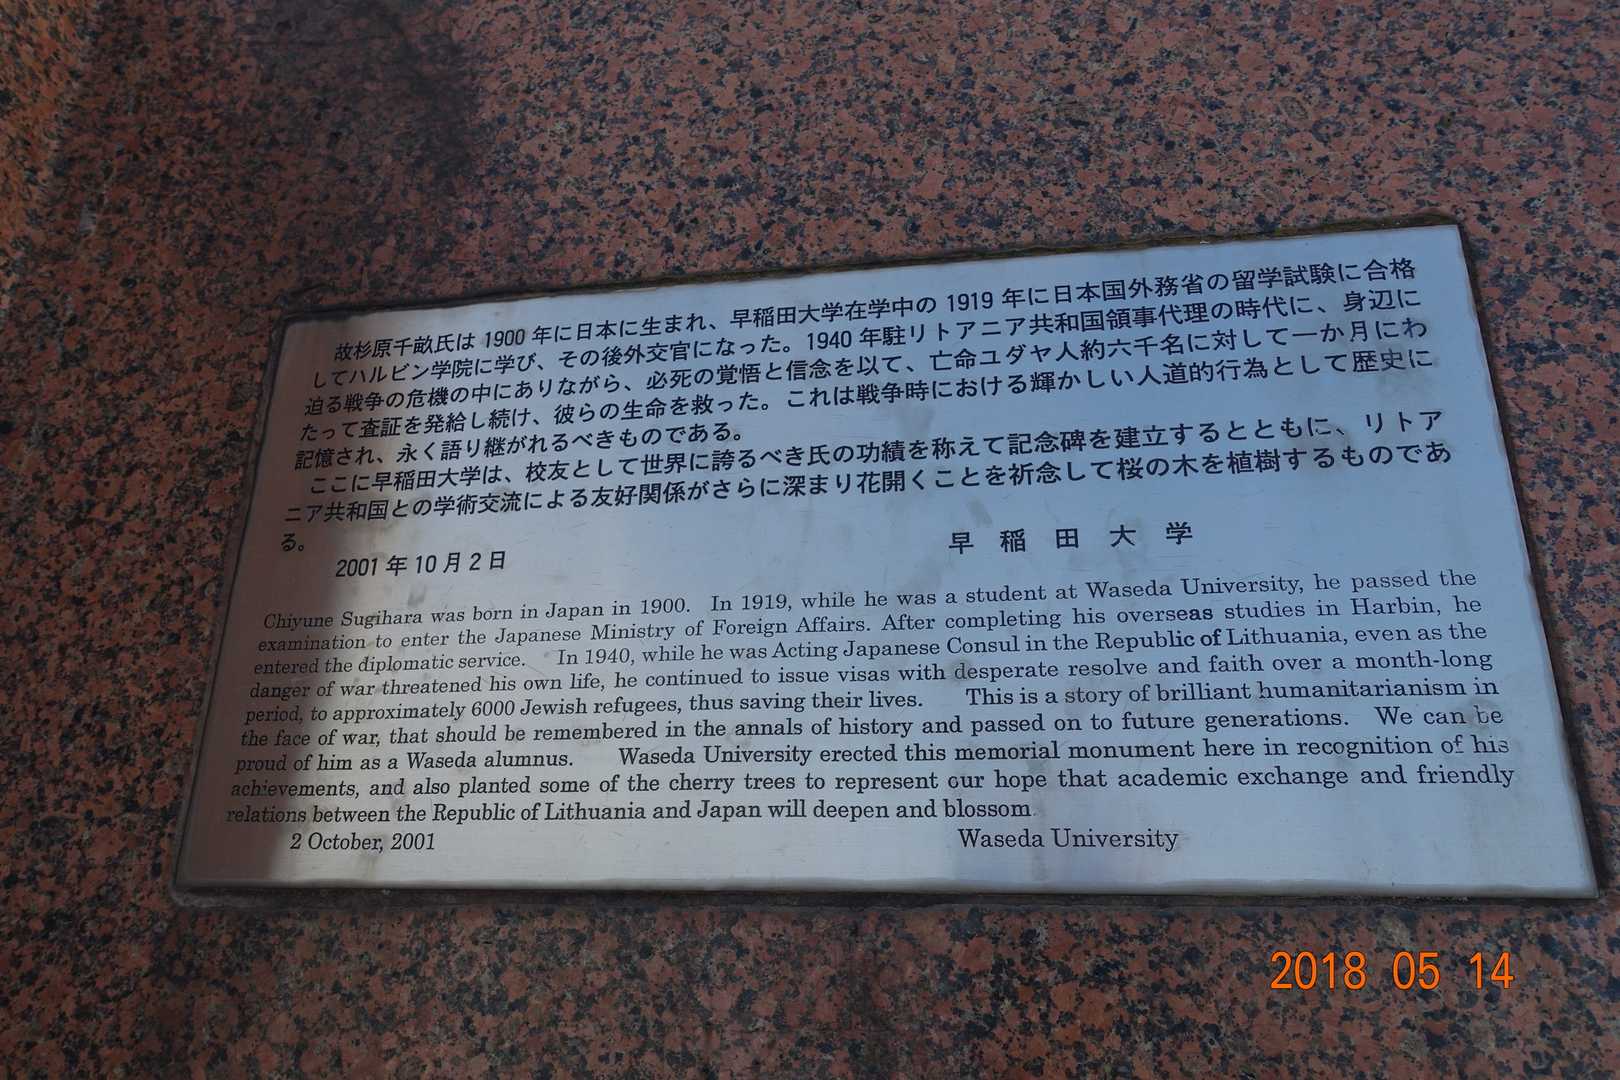 故杉原千畝氏は 1900 年に日本に生まれ、早稲田大学在学中の 1919 年に日本国外務省の留学試験に合格
してハルビン学院に学び、その後外交官になった。1940 年駐リトアニア共和国領事代理の時代に、身辺に
迫る戦争の危機の中にありながら、必死の覚悟と信念を以て、亡命ユダヤ人約六千名に対して一か月にわ
たって査証を発給し続け、彼らの生命を救った。これは戦争時における輝かしい人道的行為として歴史に
記憶され、永く語り継がれるべきものである。
ここに早稲田大学は、校友として世界に誇るべき氏の功績を称えて記念碑を建立するとともに、リトア
ニア共和国との学術交流による友好関係がさらに深まり花開くことを祈念して桜の木を植樹するものであ
る。
2001 年 10 月 2 日 早稲田大学
Chiyune Sugihara was born in Japan in 1900. In 1919, while he was a student at Waseda University, he passed the
examination to enter the Japanese Ministry of Foreign Affairs. After completing his overseas studies in Harbin, he
entered the diplomatic service. In 1940, while he was Acting Japanese Consul in the Republic of Lithuania, even as the
danger of war threatened his own life, he continued to issue visas with desperate resolve and faith over a month-long
period, to approximately 6000 Jewish refugees, thus saving their lives. This is a story of brilliant humanitarianism in
the face of war, that should be remembered in the annals of history and passed on to future generations. We can be
proud of him as a Waseda alumnus. Waseda University erected this memorial monument here in recognition of his
achievements, and also planted some of the cherry trees to represent our hope that academic exchange and friendly
relations between the Republic of Lithuania and Japan will deepen and blossom.
2 October, 2001 Waseda University
2018 05 14